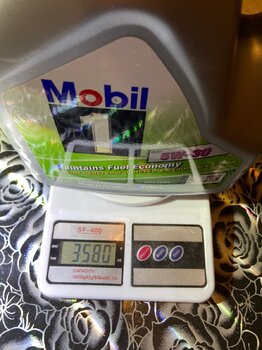 Mobil
1
Maintains Fuel Economy
5W-30
SF-400
3580
CAPACITY